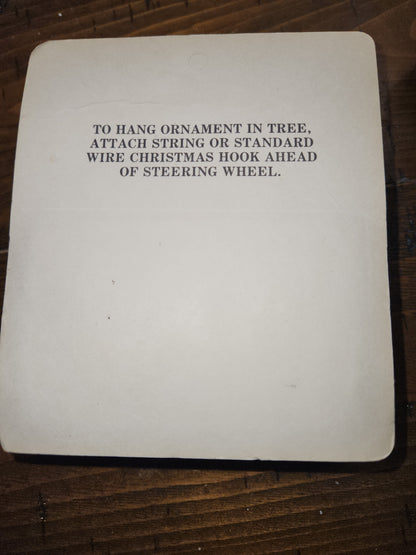 TO HANG ORNAMENT IN TREE,
ATTACH STRING OR STANDARD
WIRE CHRISTMAS HOOK AHEAD
OF STEERING WHEEL.